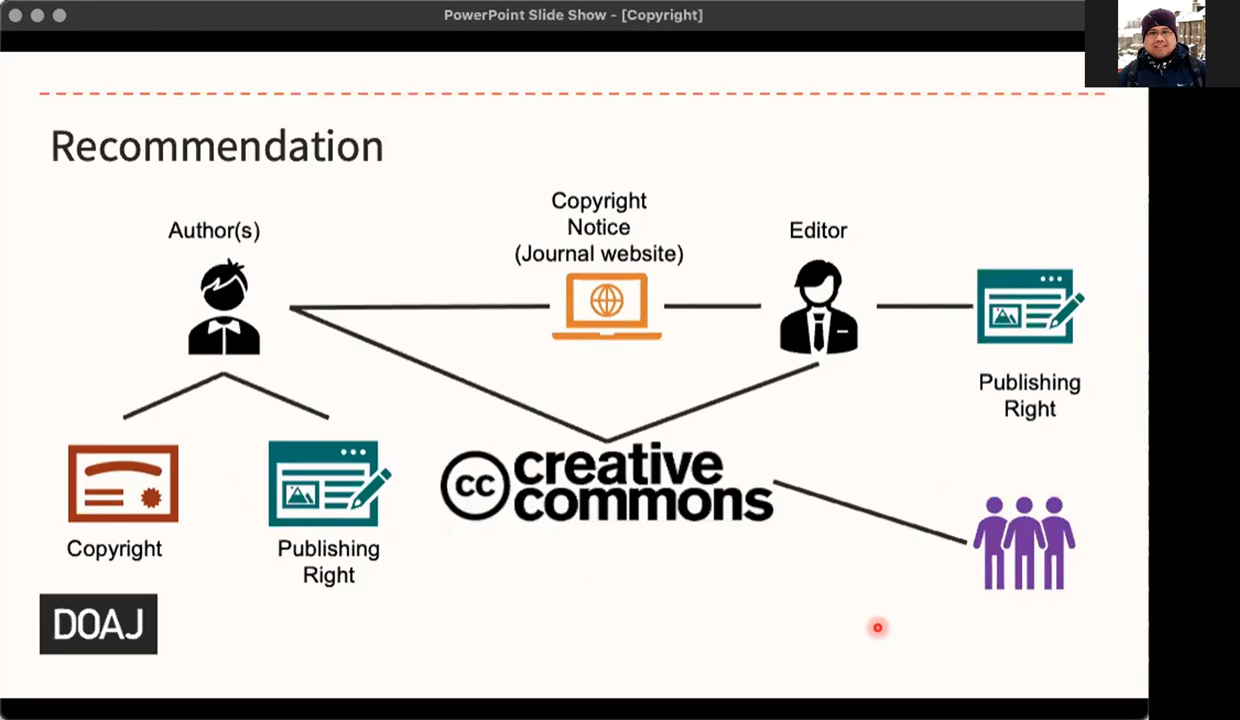 PowerPoint Slide Show - [Copyright]
Recommendation
Author(s)
Copyright
Notice
(Journal website)
Editor
Publishing
Right
cc creative
commons
Copyright
Publishing
Right
DOAJ